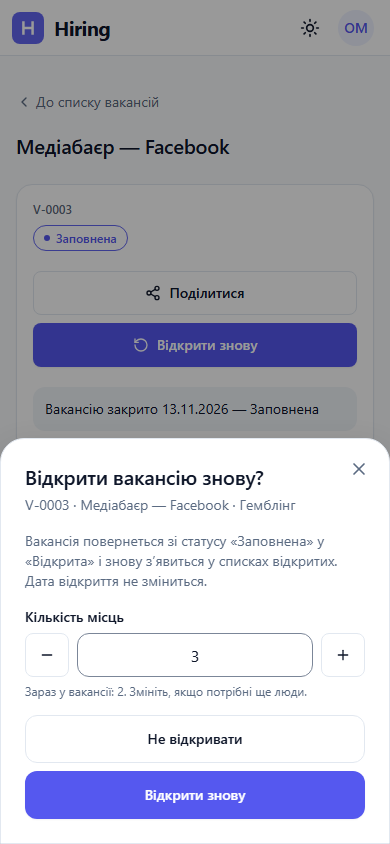 H Hiring
OM
До списку вакансій
Медіабаєр — Facebook
V-0003
Заповнена
Поділитися
Відкрити знову
Вакансію закрито 13.11.2026 — Заповнена
Відкрити вакансію знову?
V-0003 · Медіабаєр — Facebook · Гемблінг
Вакансія повернеться зі статусу «Заповнена» у
«Відкрита» і знову з’явиться у списках відкритих.
Дата відкриття не зміниться.
Кількість місць
− 3 +
Зараз у вакансії: 2. Змініть, якщо потрібні ще люди.
Не відкривати
Відкрити знову